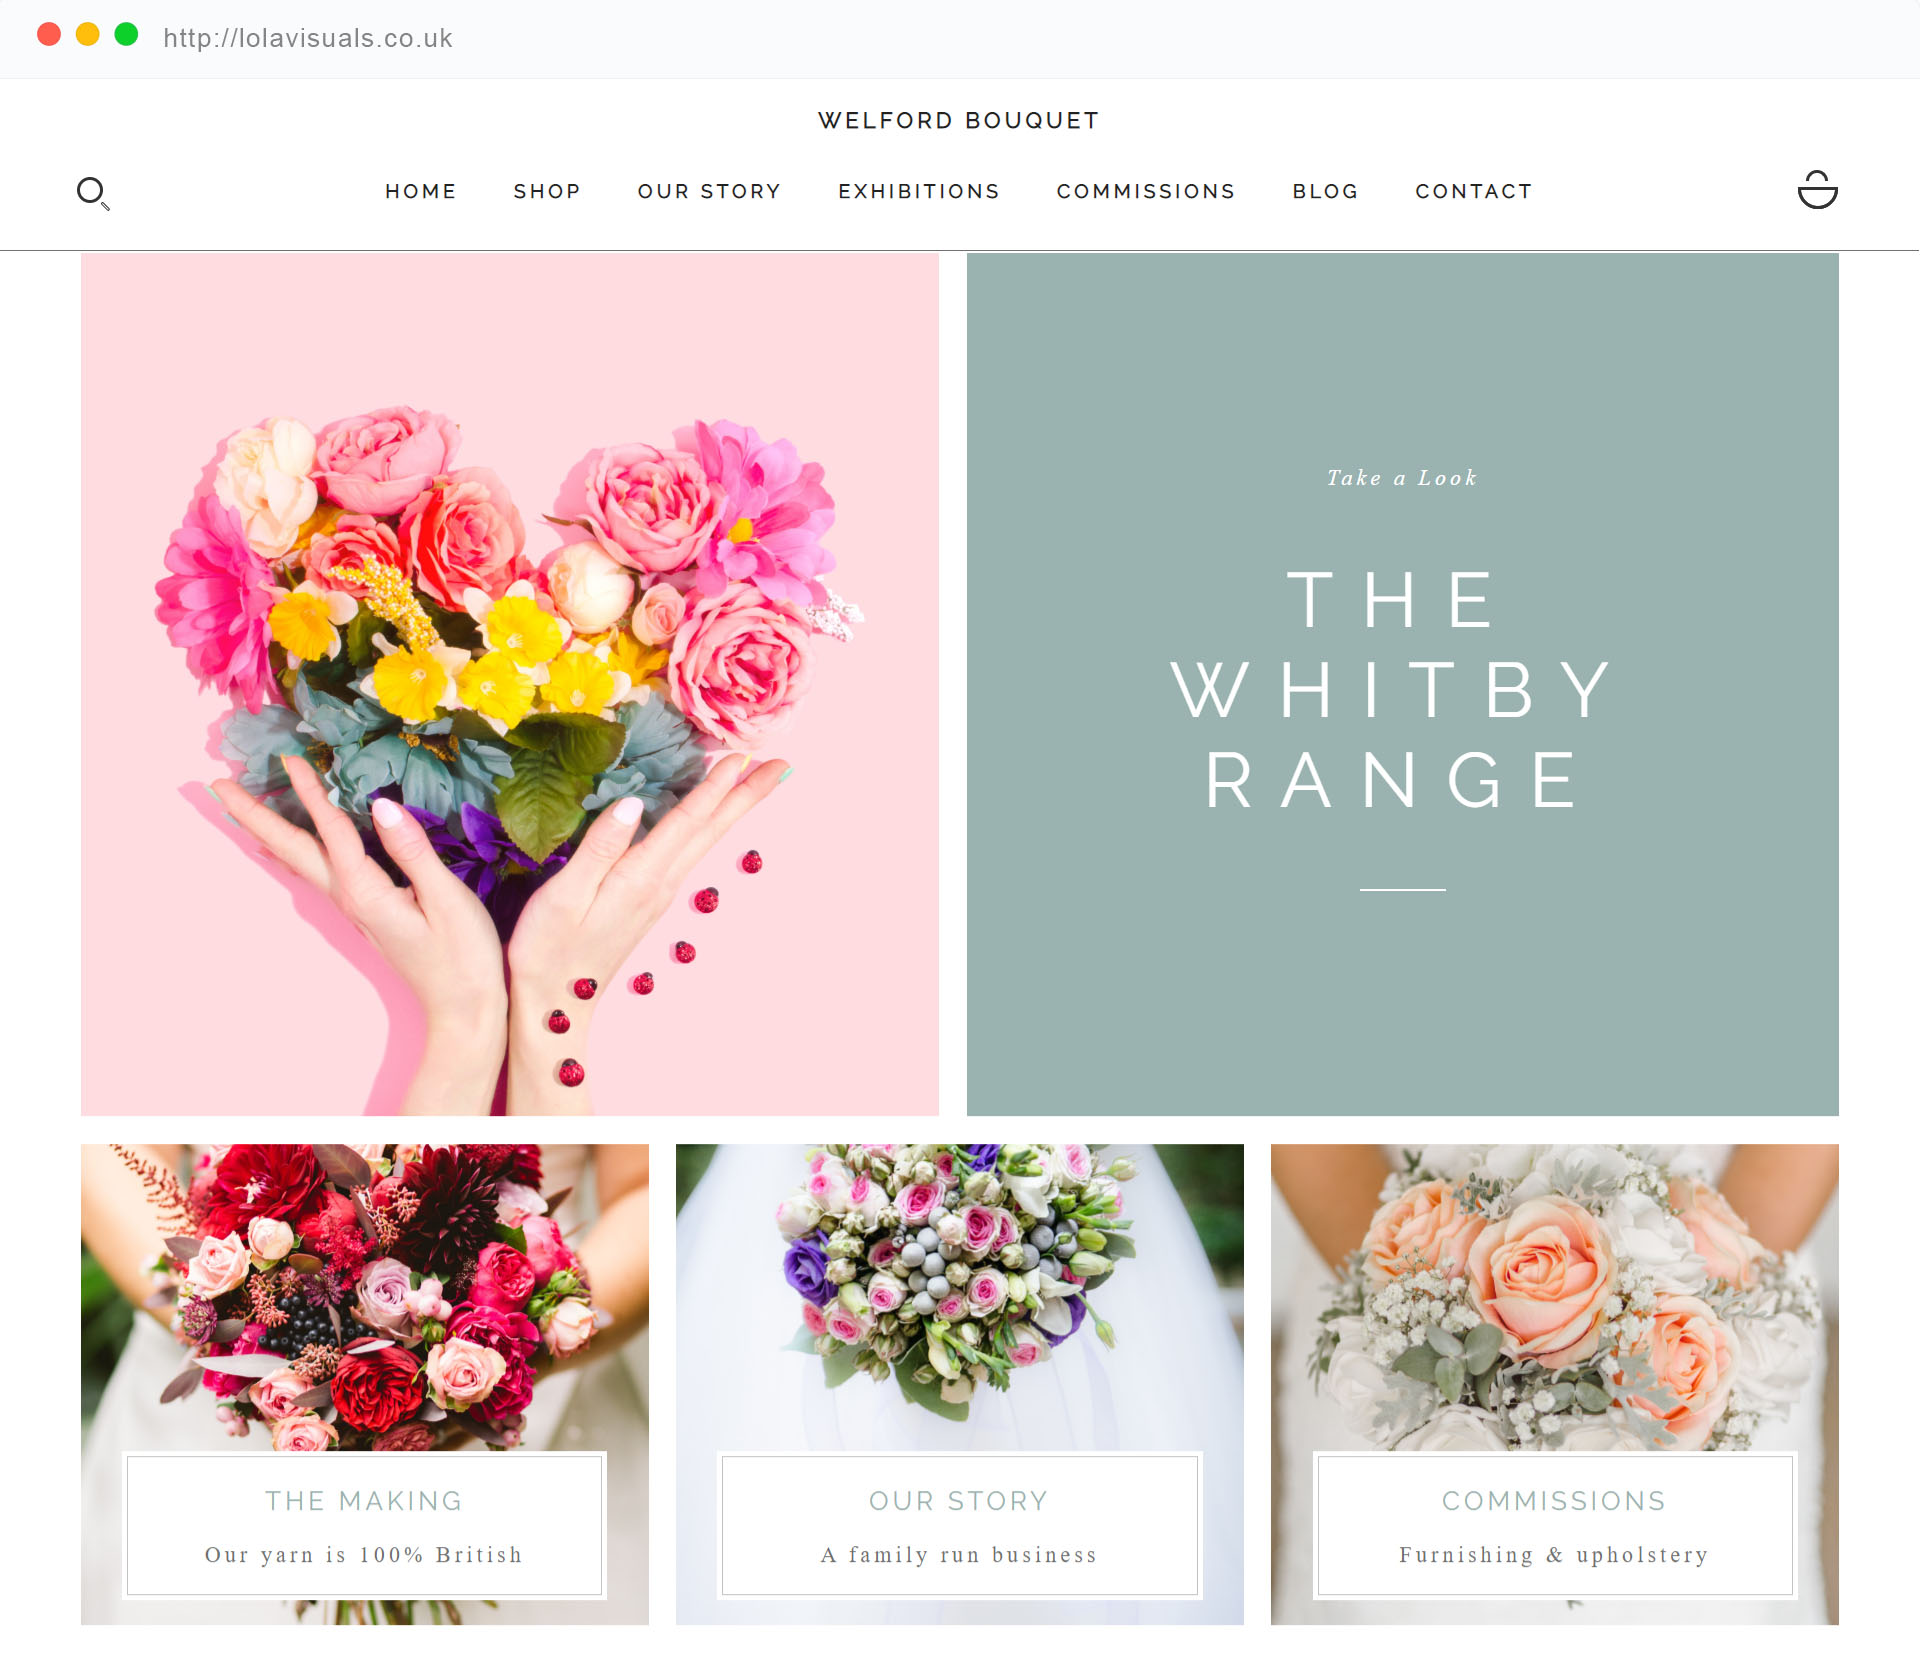 http://lolavisuals.co.uk
WELFORD BOUQUET
HOME SHOP OUR STORY EXHIBITIONS COMMISSIONS BLOG CONTACT
Take a Look
THE
WHITBY
RANGE
THE MAKING
Our yarn is 100% British
OUR STORY
A family run business
COMMISSIONS
Furnishing & upholstery